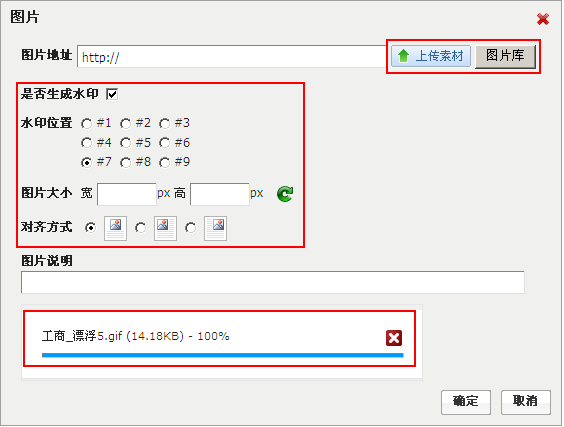 图片
图片地址 http:// 上传素材 图片库
是否生成水印
水印位置 #1 #2 #3
#4 #5 #6
#7 #8 #9
图片大小 宽 px 高 px
对齐方式
图片说明
工商_漂浮5.gif (14.18KB) - 100%
确定 取消